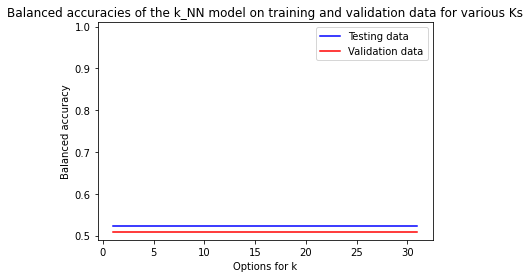 Balanced accuracies of the k_NN model on training and validation data for various Ks
1.0
Testing data
Validation data
0.9
0.8
Balanced accuracy
0.7
0.6
0.5
0 5 10 15 20 25 30
Options for k